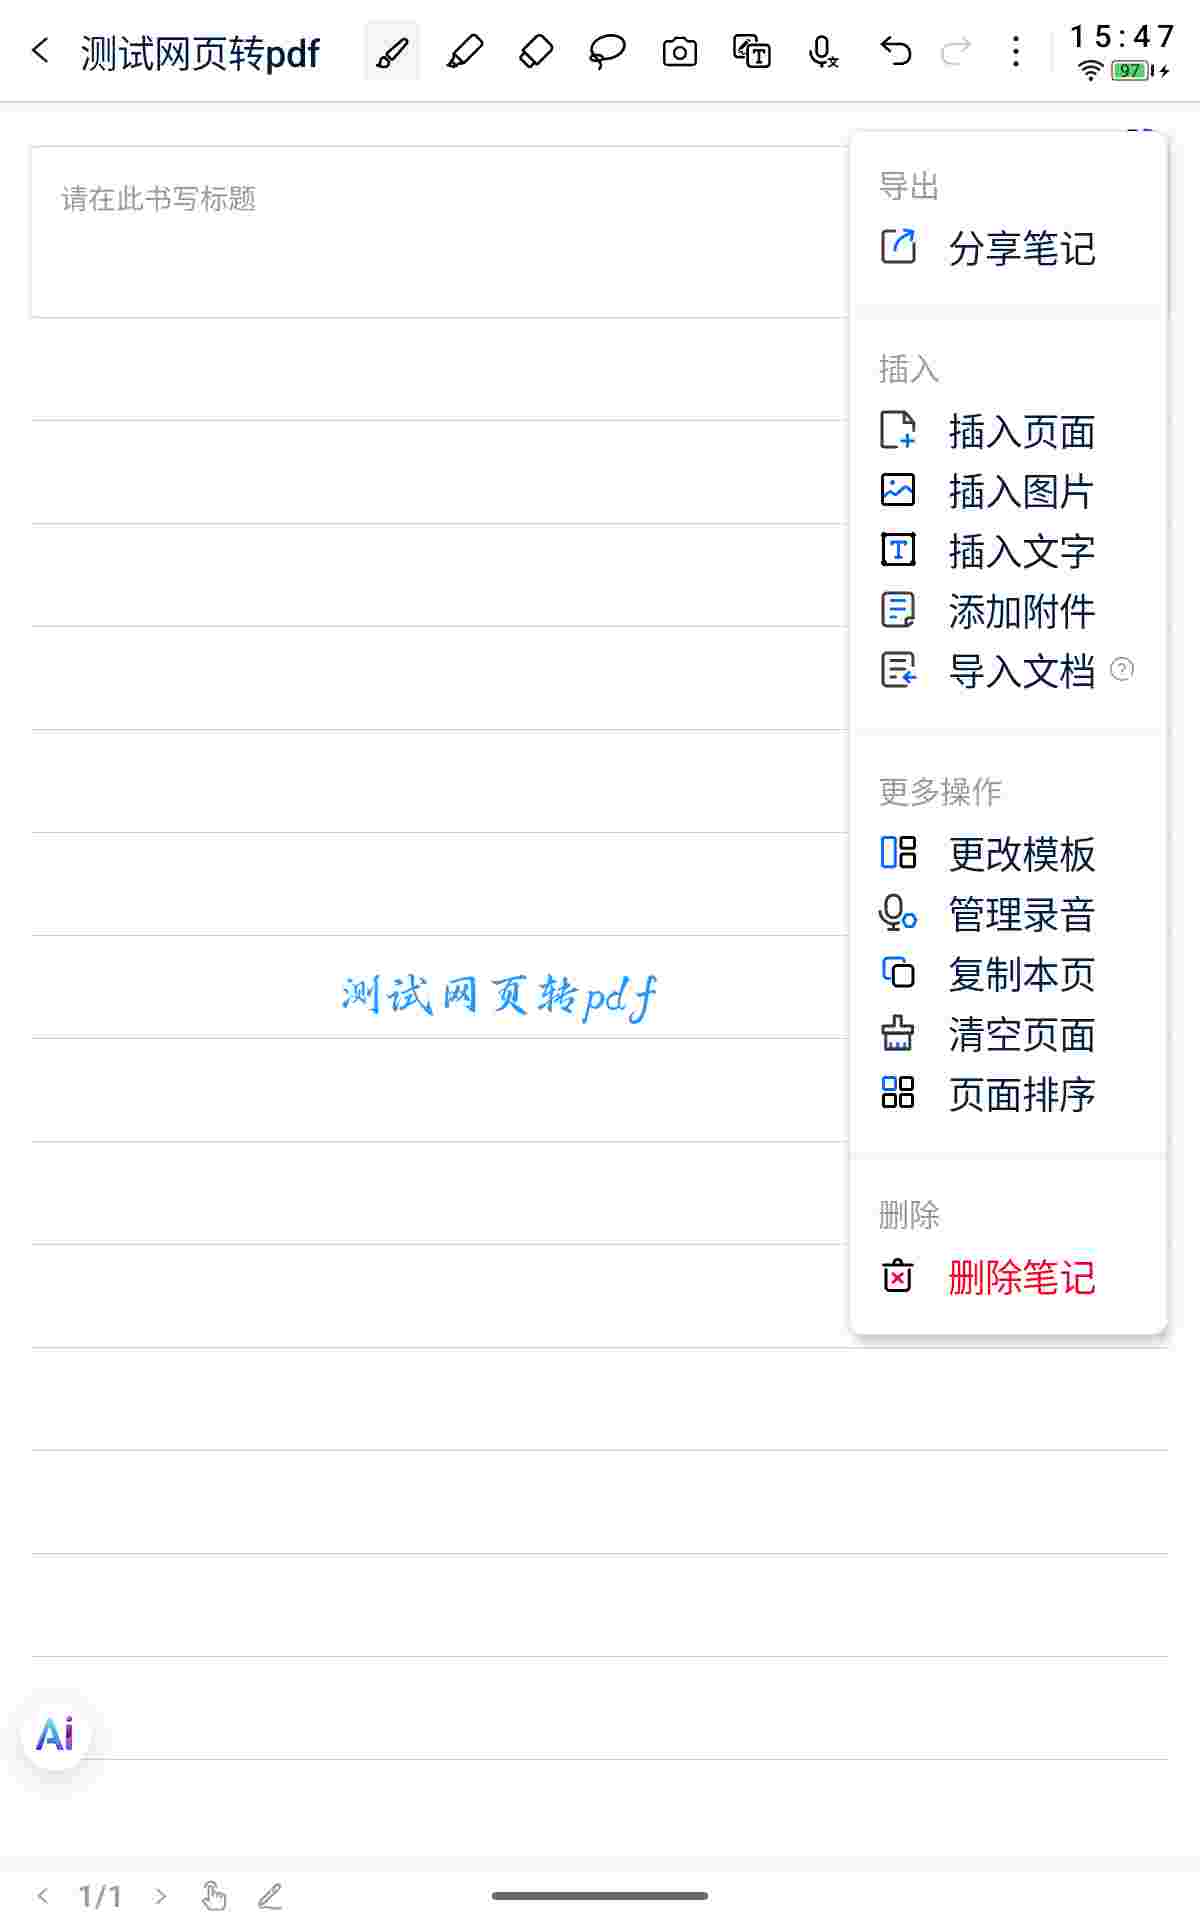 测试网页转pdf
15:47
97
请在此书写标题
导出
分享笔记
插入
插入页面
插入图片
插入文字
添加附件
导入文档
更多操作
更改模板
管理录音
复制本页
清空页面
页面排序
测试网页转pdf
删除
删除笔记
Ai
1/1